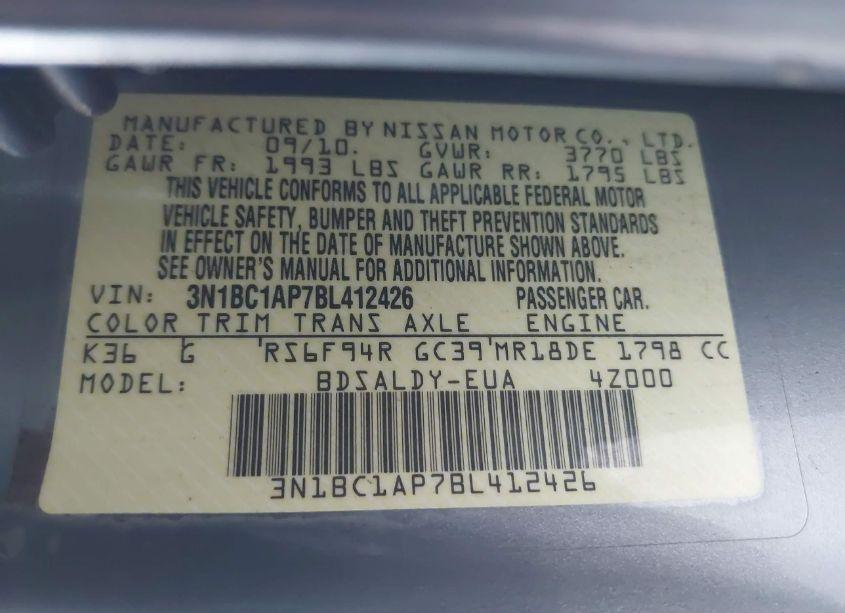 MANUFACTURED BY NISSAN MOTOR CO., LTD.
DATE: 09/10. GVWR: 3770 LBS
GAWR FR: 1993 LBS GAWR RR: 1795 LBS
THIS VEHICLE CONFORMS TO ALL APPLICABLE FEDERAL MOTOR
VEHICLE SAFETY, BUMPER AND THEFT PREVENTION STANDARDS
IN EFFECT ON THE DATE OF MANUFACTURE SHOWN ABOVE.
SEE OWNER'S MANUAL FOR ADDITIONAL INFORMATION.
VIN: 3N1BC1AP7BL412426 PASSENGER CAR.
COLOR TRIM TRANS AXLE ENGINE
K36 G RS6F94R GC39 MR18DE 1798 CC
MODEL: BDSALDY-EUA 4Z000
3N1BC1AP7BL412426